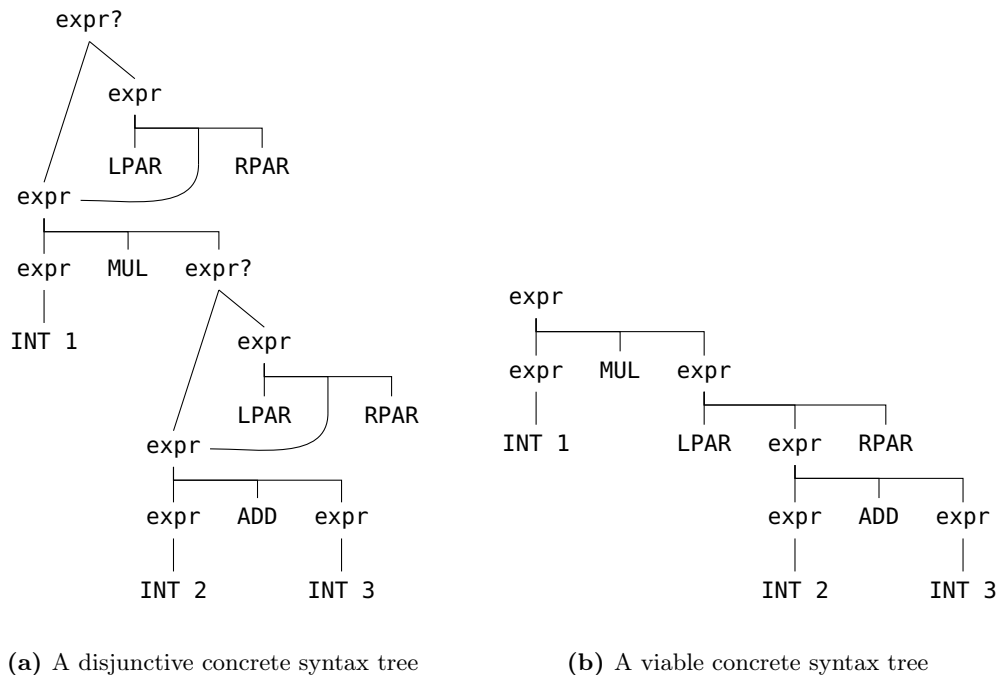 expr?
expr
LPAR RPAR
expr
expr MUL expr?
INT 1
expr
LPAR RPAR
expr
expr ADD expr
INT 2 INT 3
(a) A disjunctive concrete syntax tree
expr
expr MUL expr
INT 1 LPAR expr RPAR
expr ADD expr
INT 2 INT 3
(b) A viable concrete syntax tree